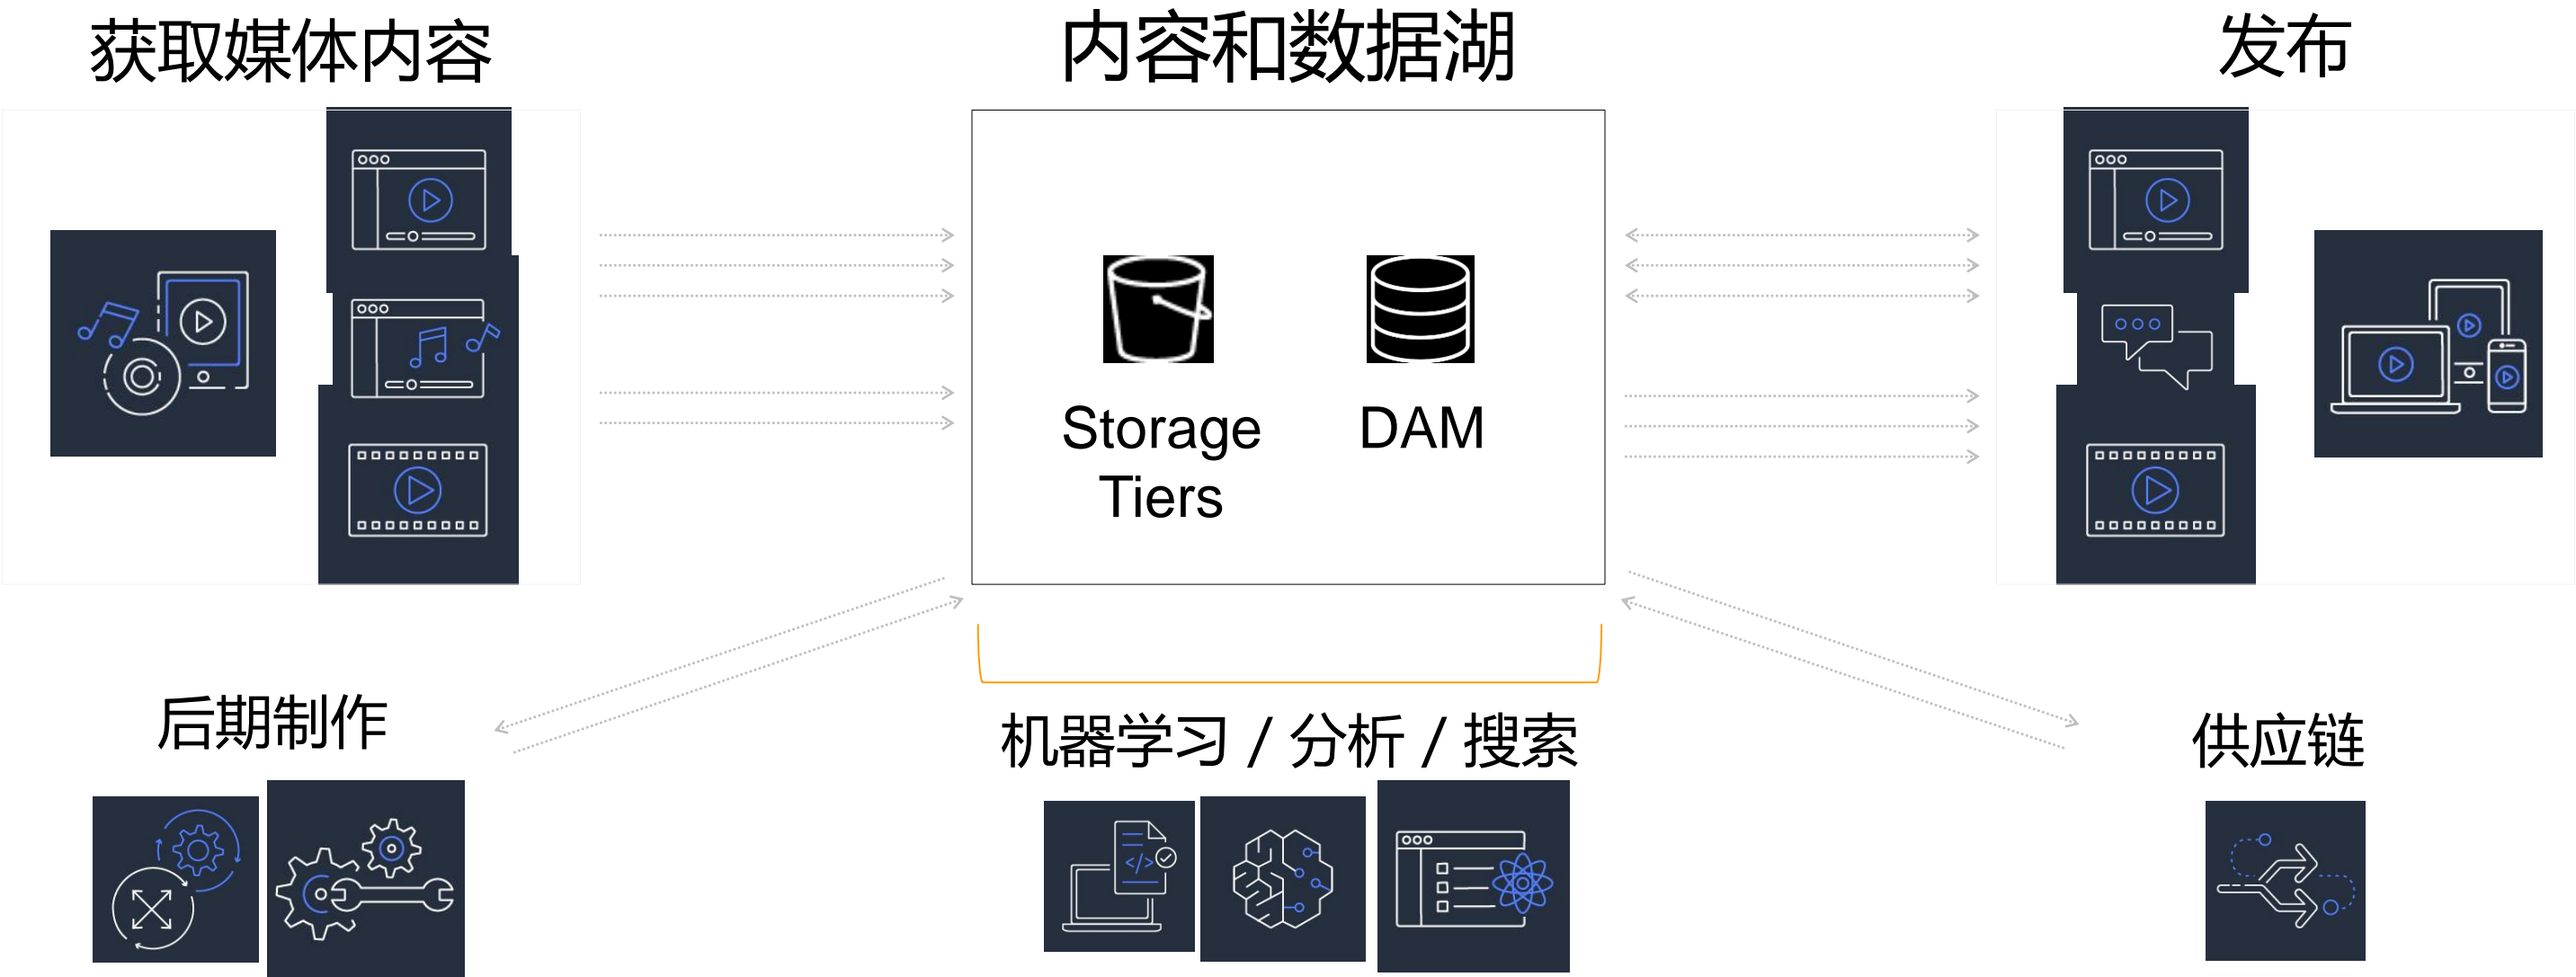 获取媒体内容
内容和数据湖
发布
Storage
Tiers
DAM
后期制作
机器学习 / 分析 / 搜索
供应链